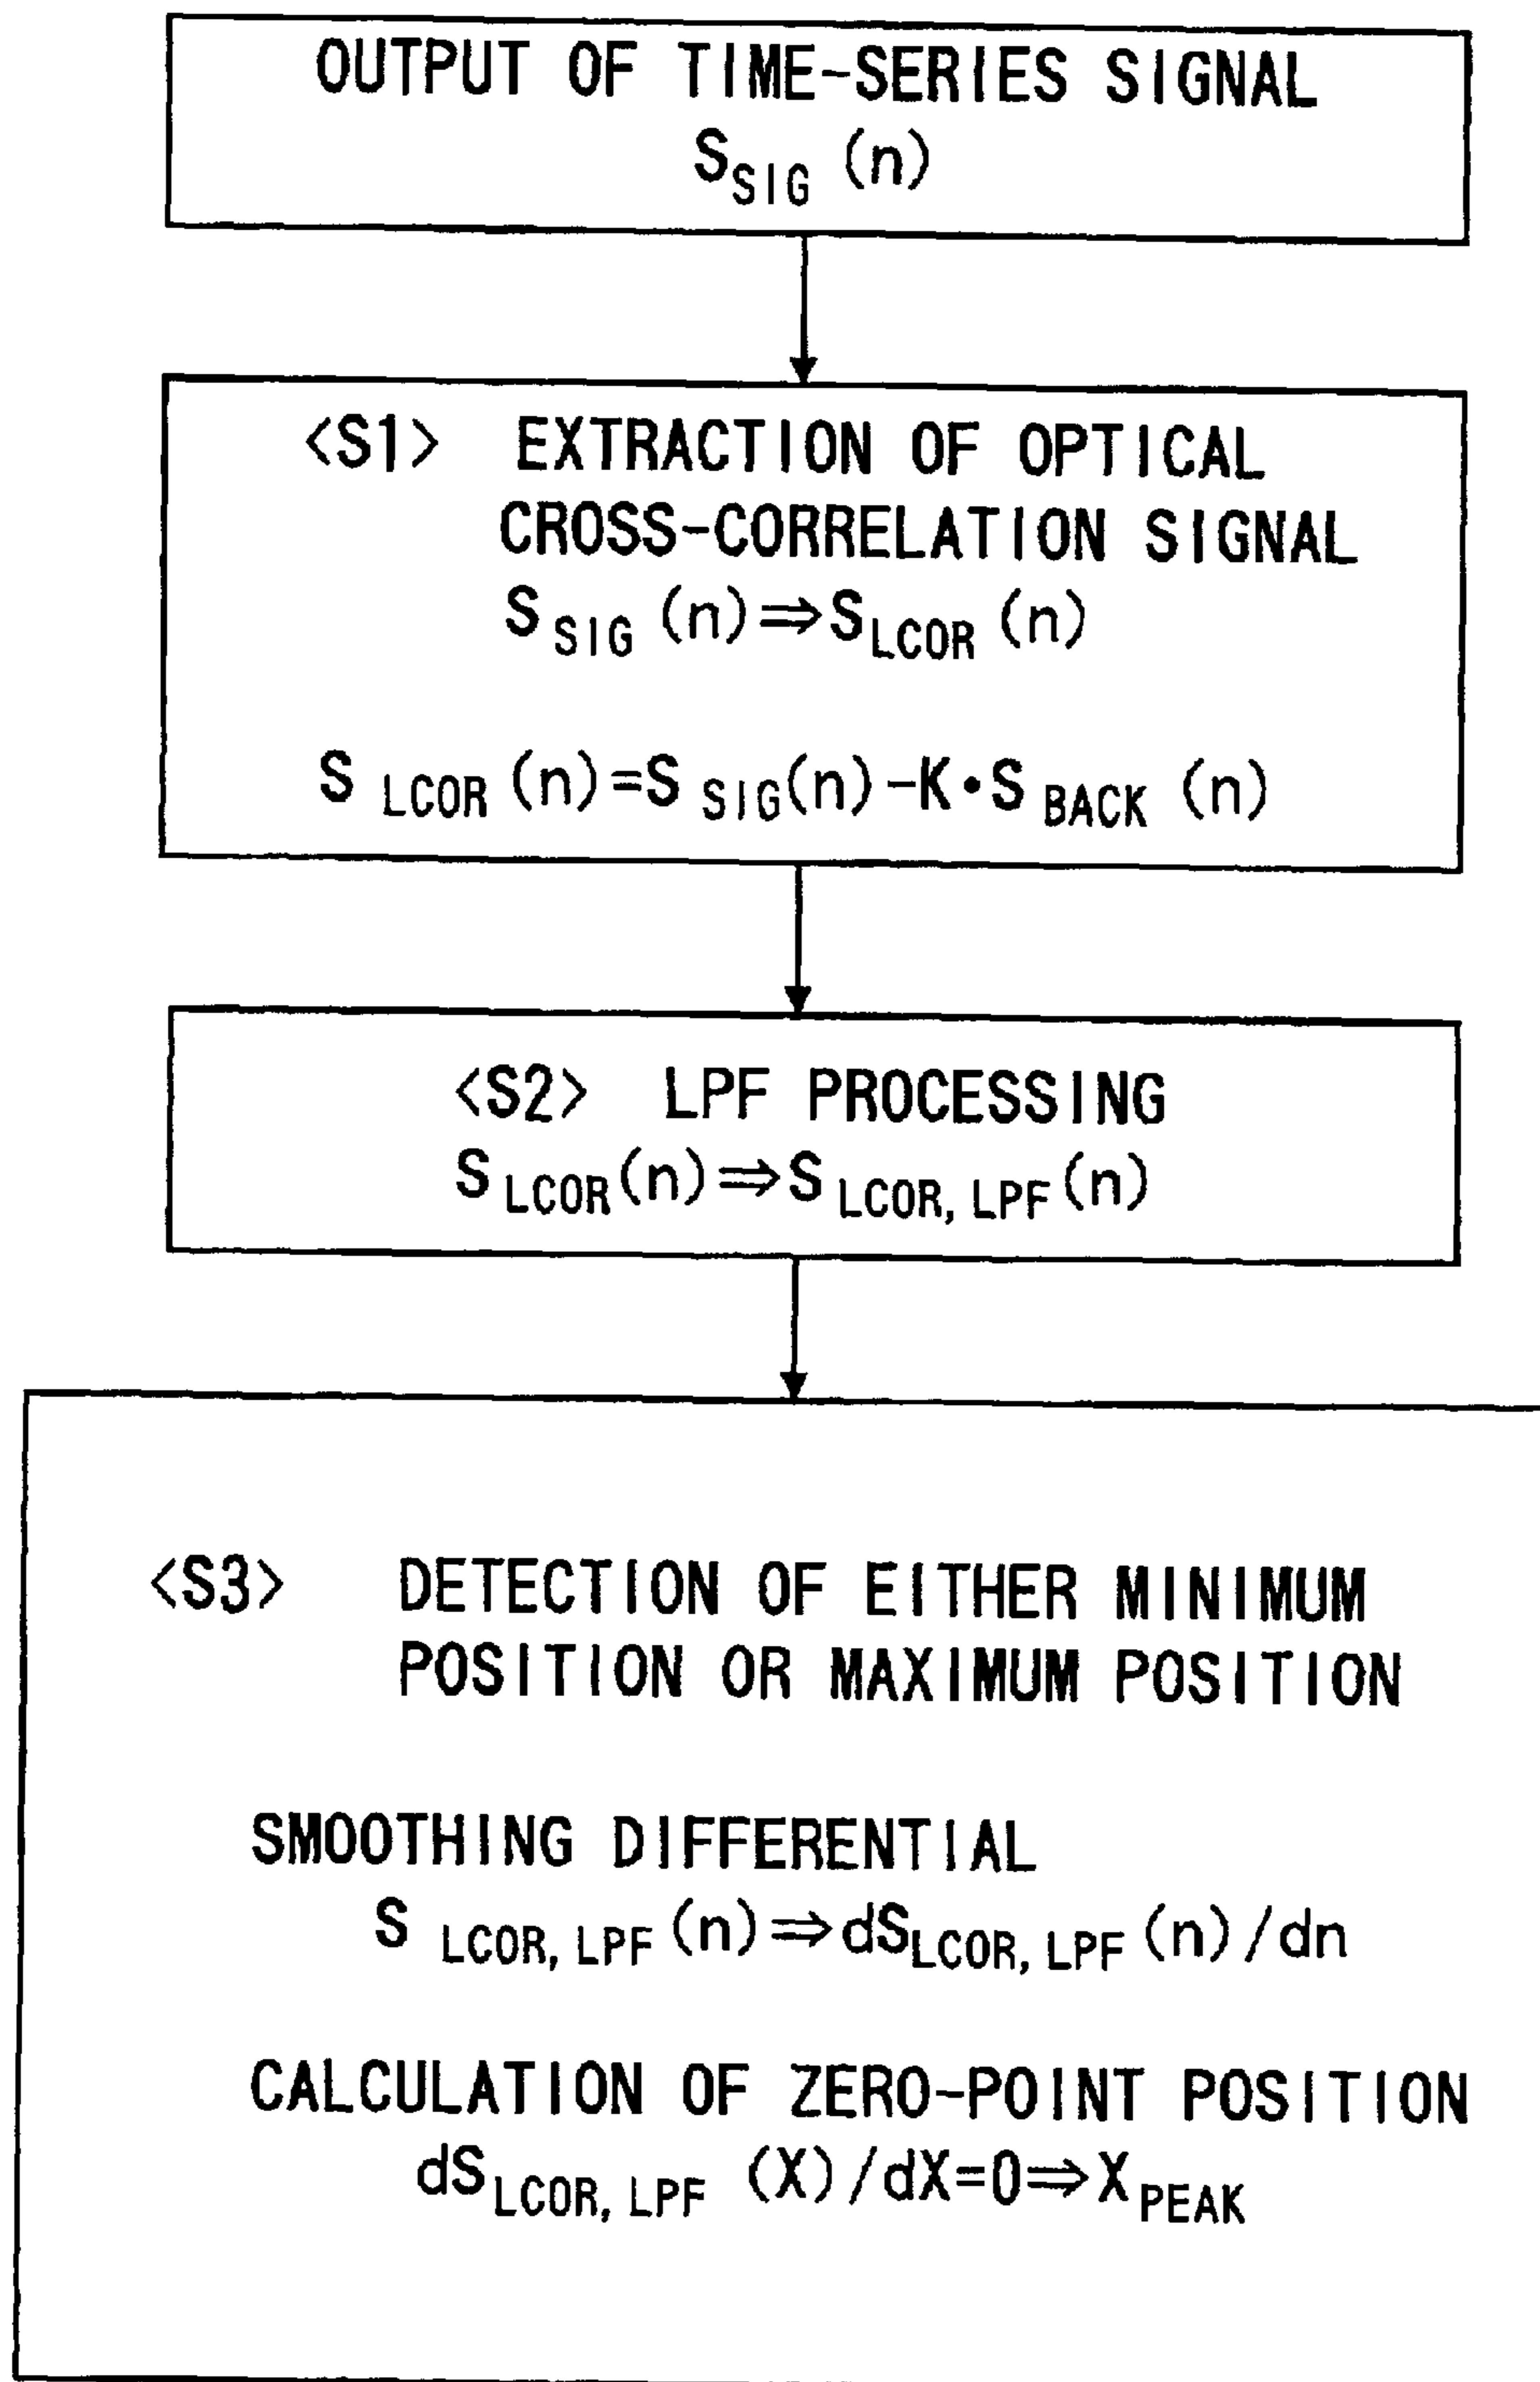 OUTPUT OF TIME-SERIES SIGNAL
S_SIG (n)
<S1> EXTRACTION OF OPTICAL
CROSS-CORRELATION SIGNAL
S_SIG (n)⇒S_LCOR (n)
S_LCOR (n)=S_SIG(n)-K•S_BACK (n)
<S2> LPF PROCESSING
S_LCOR(n)⇒S_LCOR, LPF(n)
<S3> DETECTION OF EITHER MINIMUM
POSITION OR MAXIMUM POSITION
SMOOTHING DIFFERENTIAL
S_LCOR, LPF(n)⇒dS_LCOR, LPF(n)/dn
CALCULATION OF ZERO-POINT POSITION
dS_LCOR, LPF (X)/dX=0⇒X_PEAK